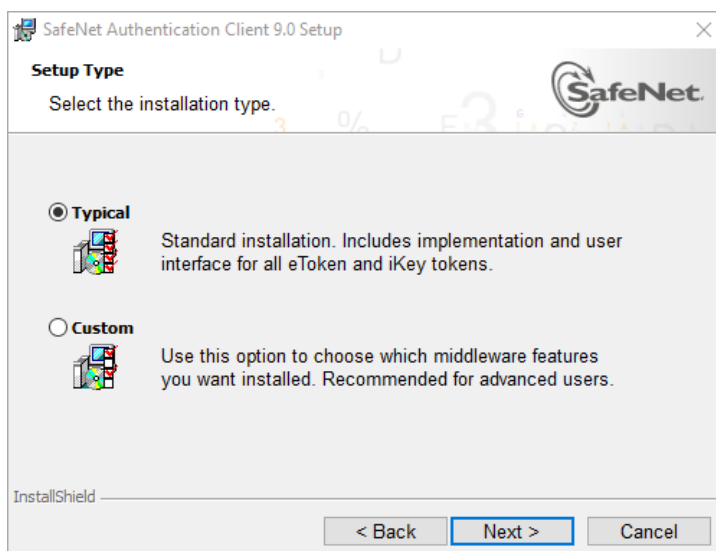 SafeNet Authentication Client 9.0 Setup
Setup Type
Select the installation type.
SafeNet.
Typical
Standard installation. Includes implementation and user
interface for all eToken and iKey tokens.
Custom
Use this option to choose which middleware features
you want installed. Recommended for advanced users.
InstallShield
< Back
Next >
Cancel